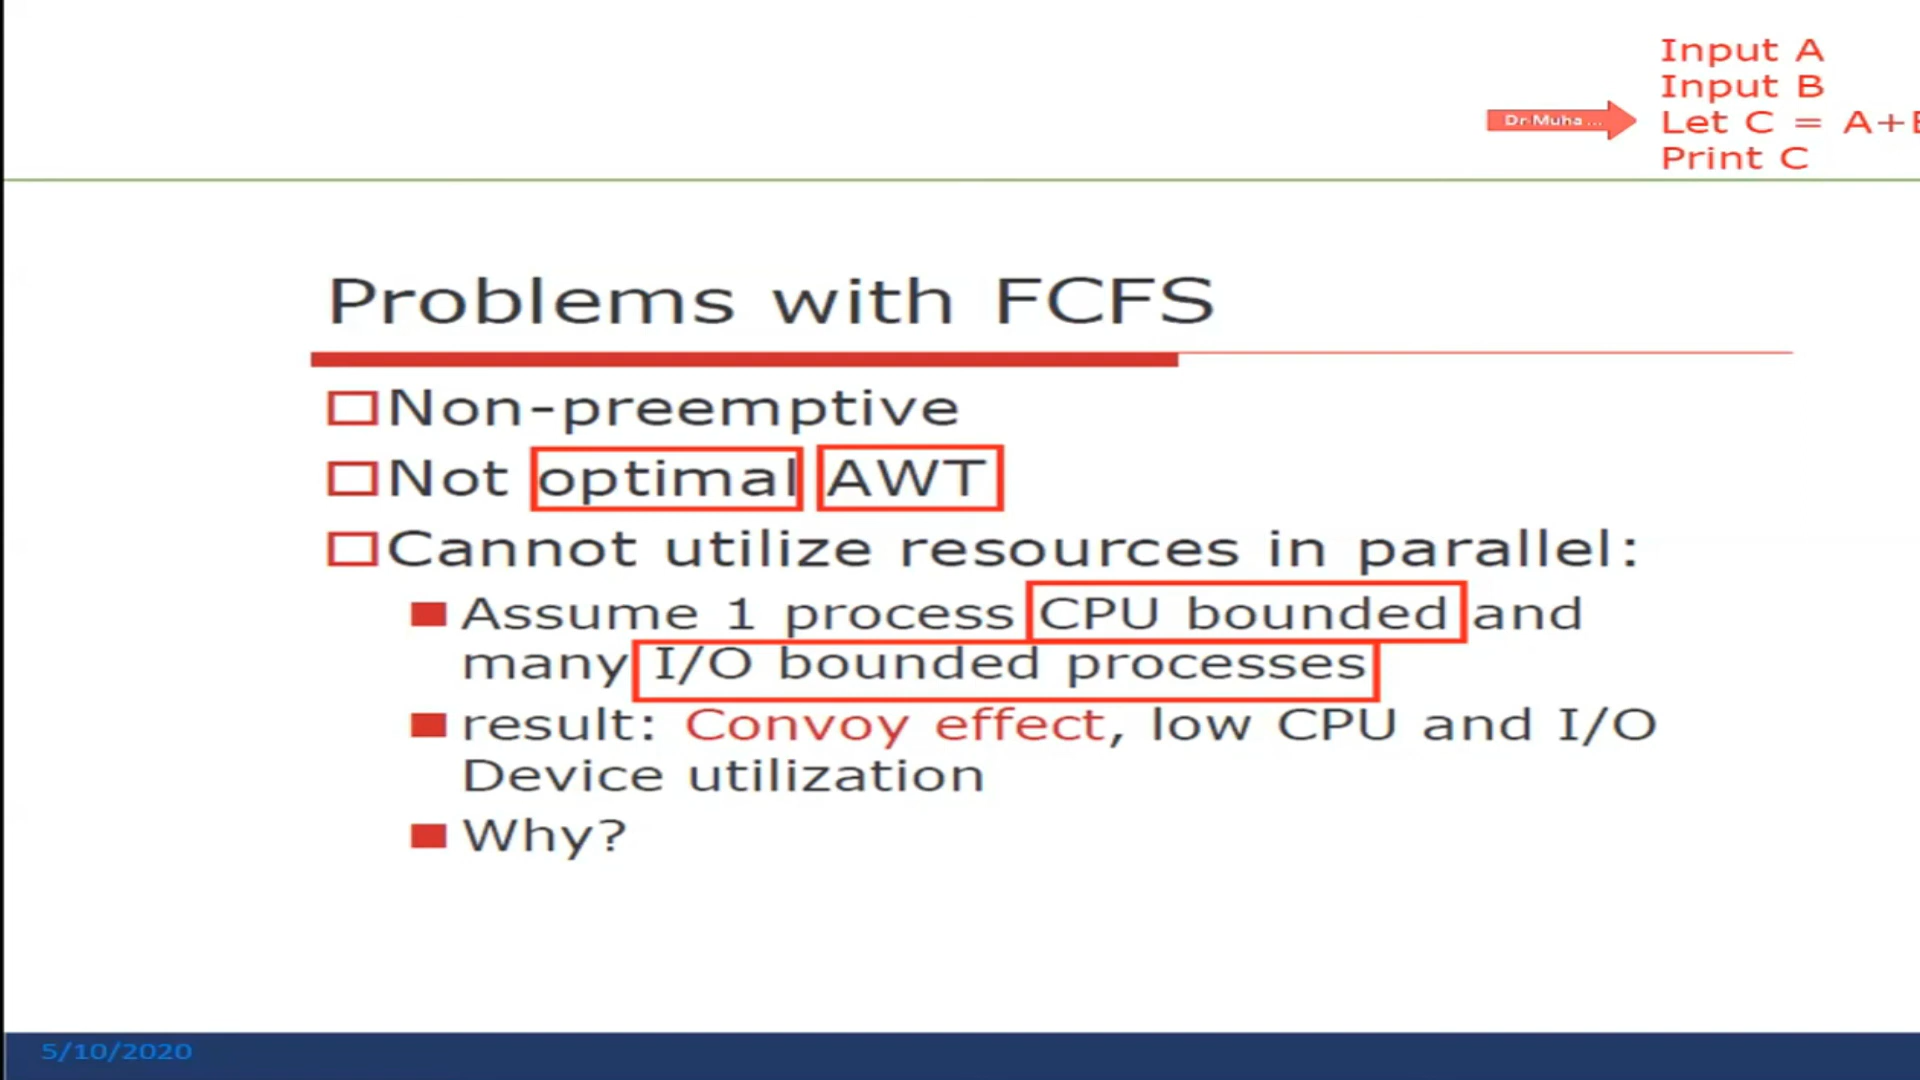 Input A
Input B
Dr Muha ...
Let C = A+
Print C
Problems with FCFS
Non-preemptive
Not optimal AWT
Cannot utilize resources in parallel:
Assume 1 process CPU bounded and
many I/O bounded processes
result: Convoy effect, low CPU and I/O
Device utilization
Why?
5/10/2020